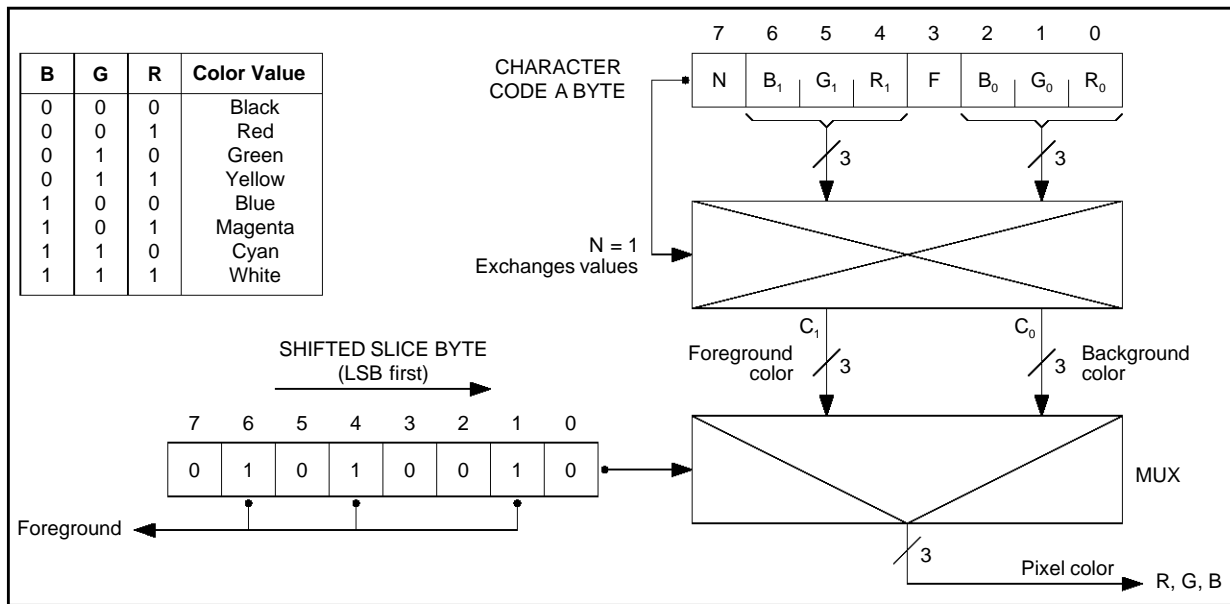 B G R Color Value
0 0 0 Black
0 0 1 Red
0 1 0 Green
0 1 1 Yellow
1 0 0 Blue
1 0 1 Magenta
1 1 0 Cyan
1 1 1 White
7 6 5 4 3 2 1 0
CHARACTER
CODE A BYTE
N B1 G1 R1 F B0 G0 R0
3 3
N = 1
Exchanges values
C1 C0
Foreground
color
3
Background
color
3
SHIFTED SLICE BYTE
(LSB first)
7 6 5 4 3 2 1 0
0 1 0 1 0 0 1 0
MUX
Foreground
3
Pixel color
R, G, B